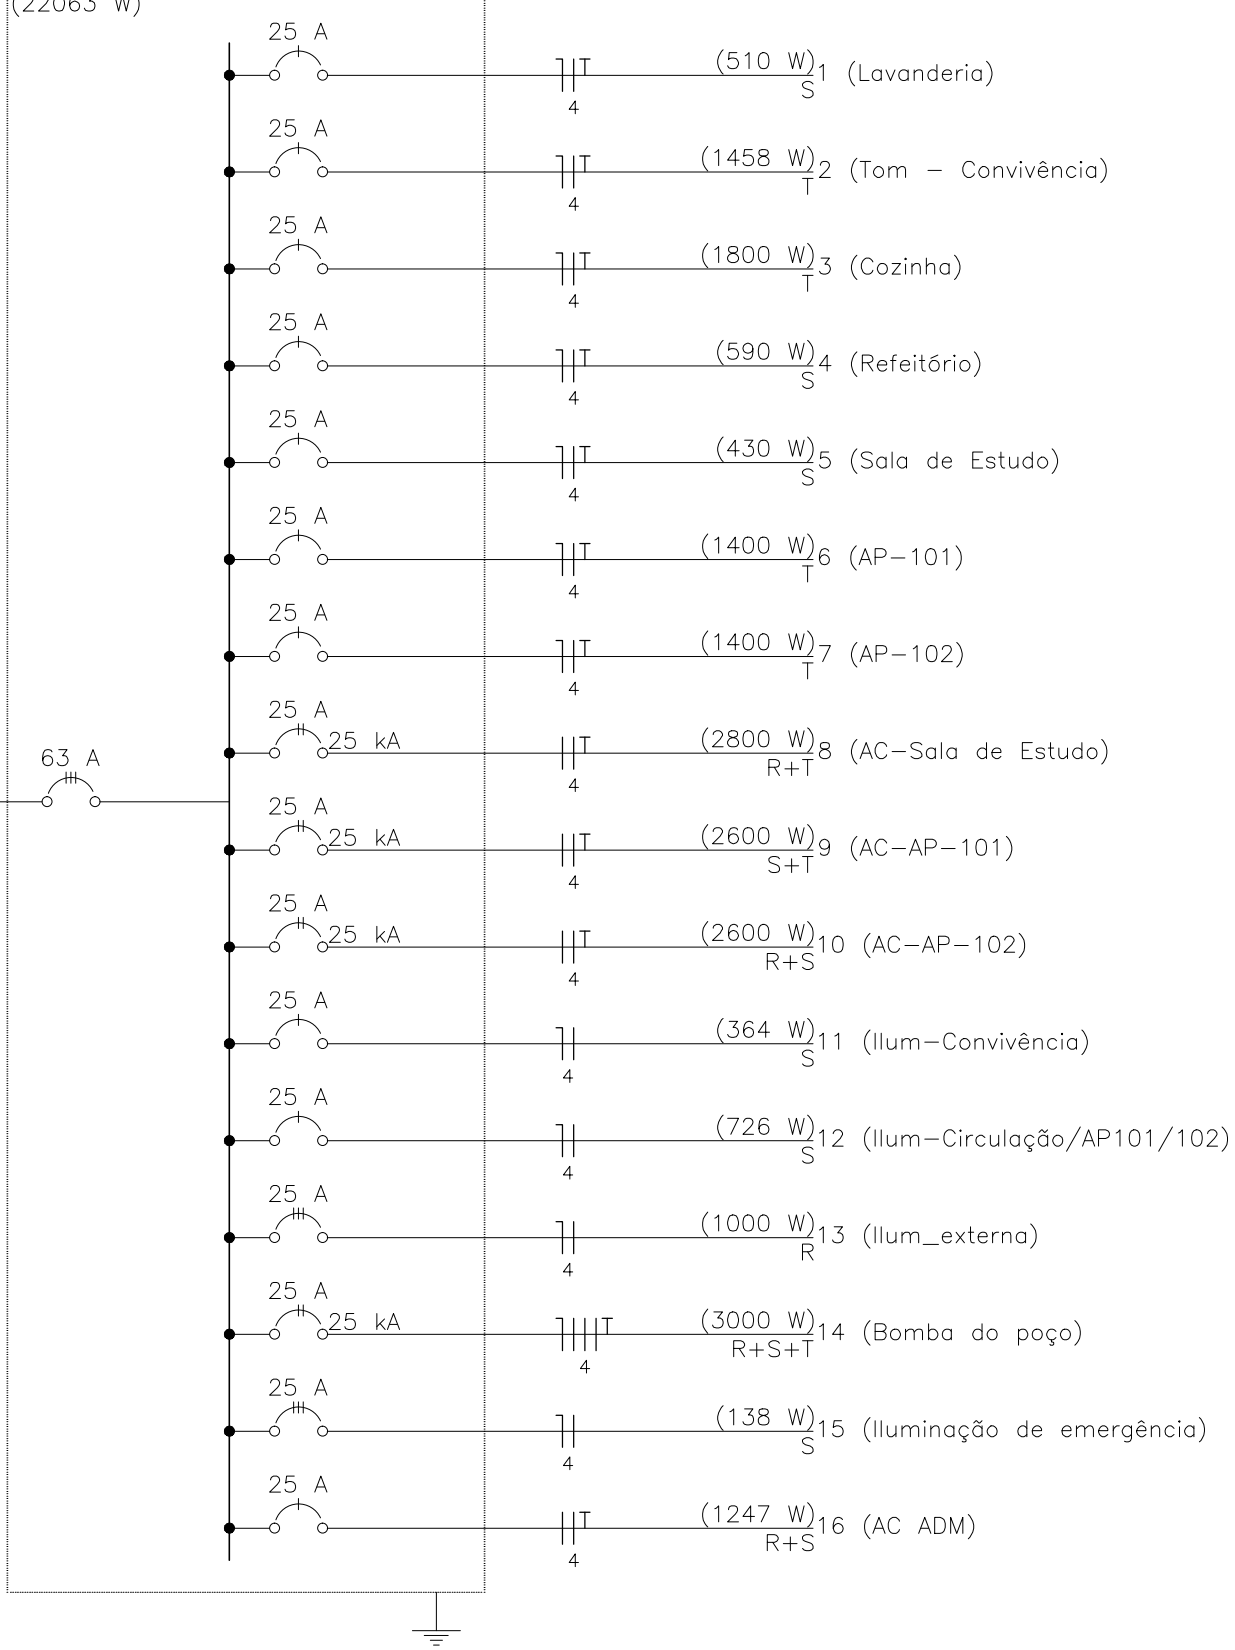 (22063 W)
25 A
(510 W)
1 (Lavanderia)
S
4
25 A
(1458 W)
2 (Tom - Convivência)
T
4
25 A
(1800 W)
3 (Cozinha)
T
4
25 A
(590 W)
4 (Refeitório)
S
4
25 A
(430 W)
5 (Sala de Estudo)
S
4
25 A
(1400 W)
6 (AP-101)
T
4
25 A
(1400 W)
7 (AP-102)
T
4
25 A
25 kA
(2800 W)
8 (AC-Sala de Estudo)
R+T
4
63 A
25 A
25 kA
(2600 W)
9 (AC-AP-101)
S+T
4
25 A
25 kA
(2600 W)
10 (AC-AP-102)
R+S
4
25 A
(364 W)
11 (Ilum-Convivência)
S
4
25 A
(726 W)
12 (Ilum-Circulação/AP101/102)
S
4
25 A
(1000 W)
13 (Ilum_externa)
R
4
25 A
25 kA
(3000 W)
14 (Bomba do poço)
R+S+T
4
25 A
(138 W)
15 (Iluminação de emergência)
S
4
25 A
(1247 W)
16 (AC ADM)
R+S
4